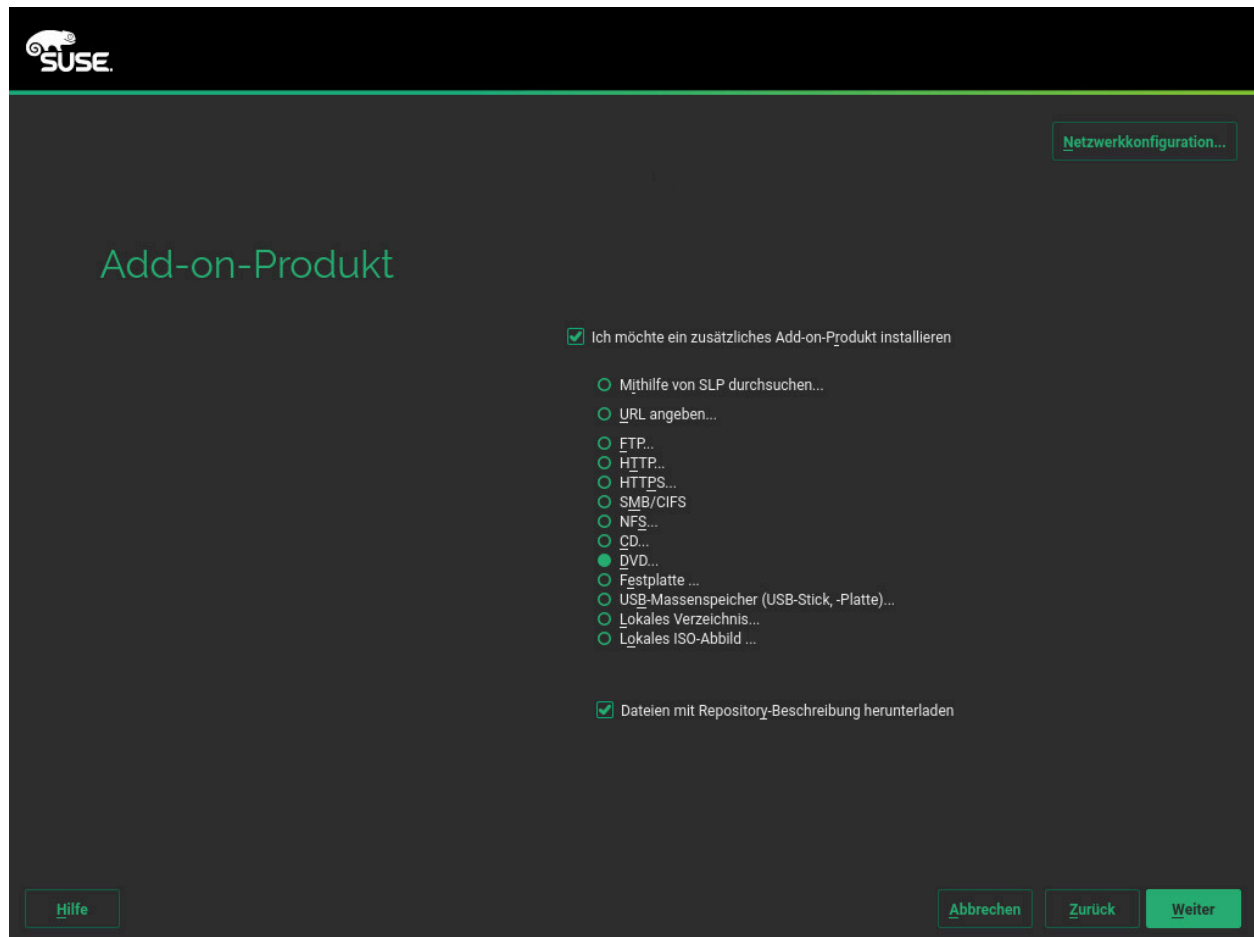 SUSE.
Netzwerkkonfiguration...
Add-on-Produkt
Ich möchte ein zusätzliches Add-on-Produkt installieren
Mithilfe von SLP durchsuchen...
URL angeben...
FTP...
HTTP...
HTTPS...
SMB/CIFS
NFS...
CD...
DVD...
Festplatte ...
USB-Massenspeicher (USB-Stick, -Platte)...
Lokales Verzeichnis...
Lokales ISO-Abbild ...
Dateien mit Repository-Beschreibung herunterladen
Hilfe
Abbrechen
Zurück
Weiter